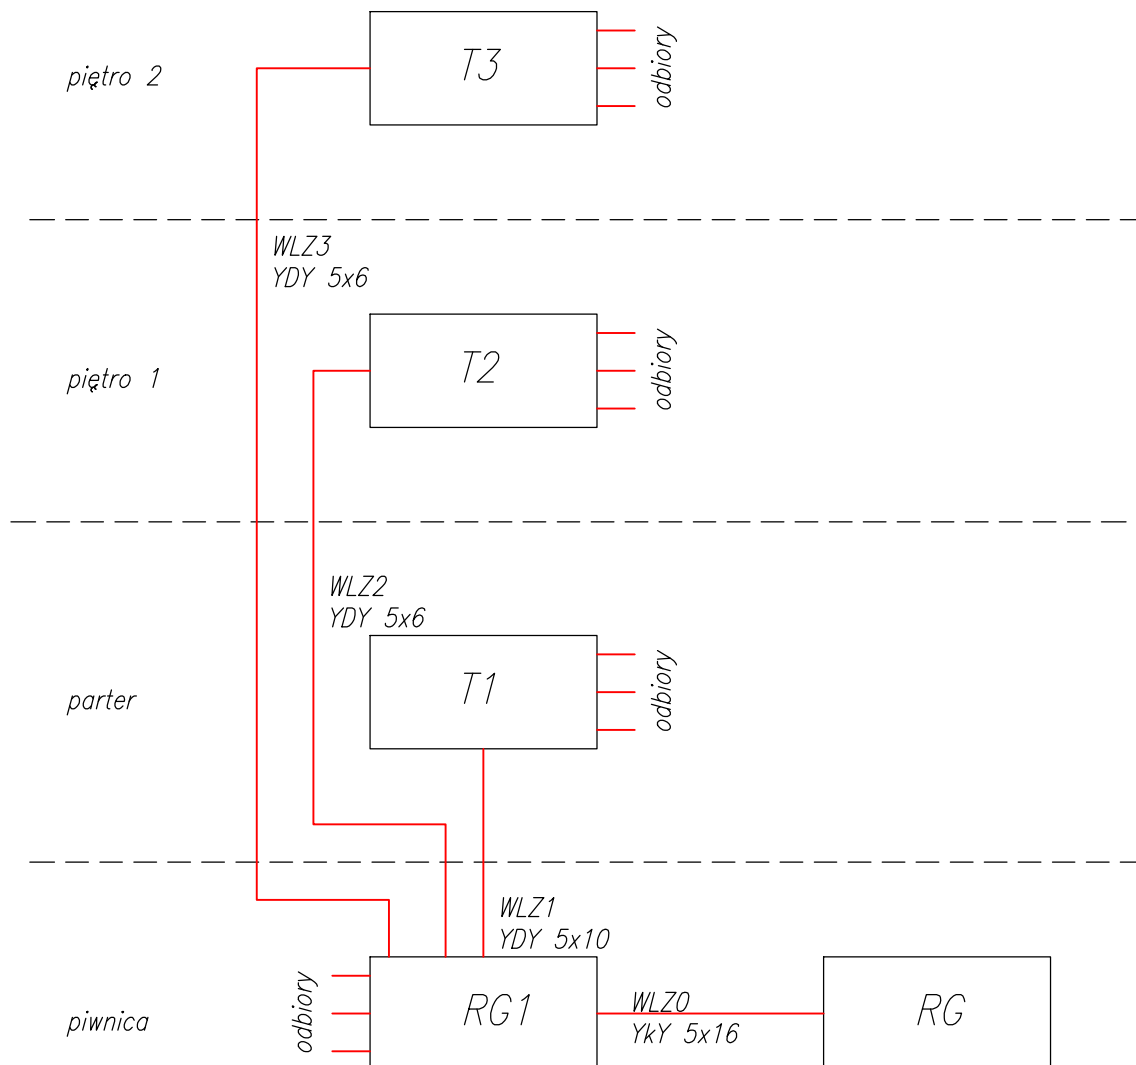 piętro 2
T3
odbiory
WLZ3
YDY 5x6
piętro 1
T2
odbiory
WLZ2
YDY 5x6
parter
T1
odbiory
WLZ1
YDY 5x10
piwnica
odbiory
RG1
WLZ0
YkY 5x16
RG